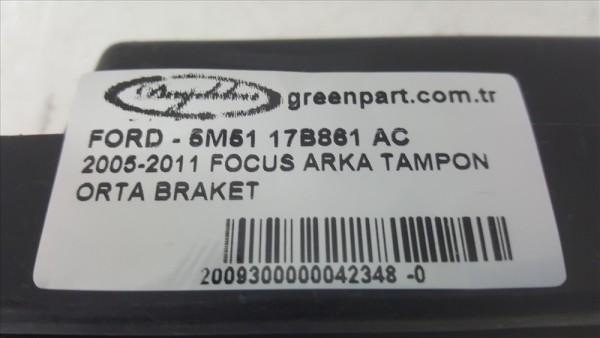 greenpart.com.tr
FORD - 5M51 17B861 AC
2005-2011 FOCUS ARKA TAMPON
ORTA BRAKET
2009300000042348 -0